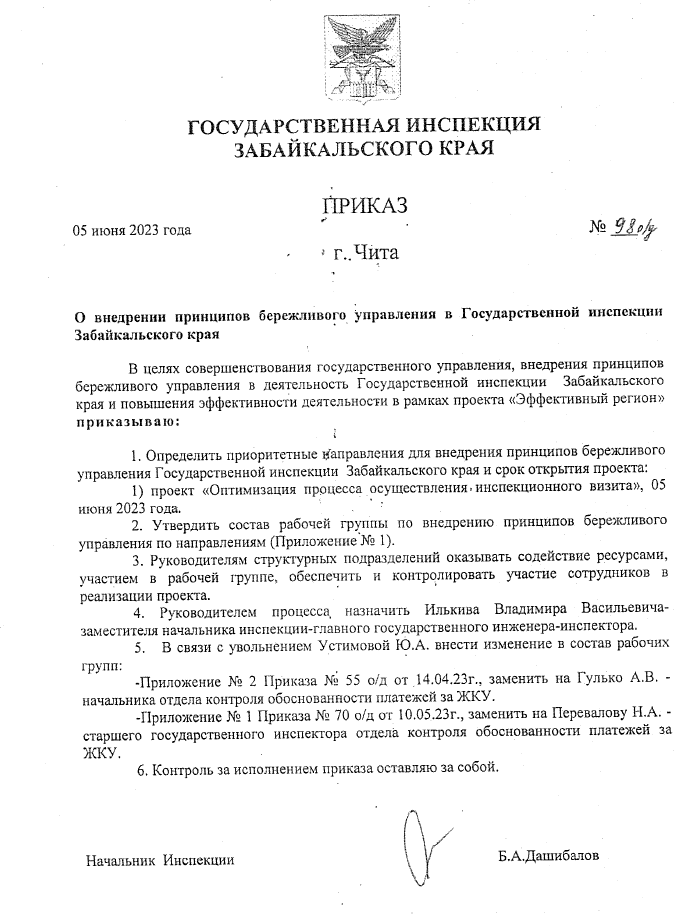 ГОСУДАРСТВЕННАЯ ИНСПЕКЦИЯ
ЗАБАЙКАЛЬСКОГО КРАЯ
ПРИКАЗ
05 июня 2023 года
№ 98 о/д
г. Чита
О внедрении принципов бережливого управления в Государственной инспекции
Забайкальского края
В целях совершенствования государственного управления, внедрения принципов
бережливого управления в деятельность Государственной инспекции Забайкальского
края и повышения эффективности деятельности в рамках проекта «Эффективный регион»
приказываю:
1. Определить приоритетные направления для внедрения принципов бережливого
управления Государственной инспекции Забайкальского края и срок открытия проекта:
1) проект «Оптимизация процесса осуществления инспекционного визита», 05
июня 2023 года.
2. Утвердить состав рабочей группы по внедрению принципов бережливого
управления по направлениям (Приложение № 1).
3. Руководителям структурных подразделений оказывать содействие ресурсами,
участием в рабочей группе, обеспечить и контролировать участие сотрудников в
реализации проекта.
4. Руководителем процесса назначить Илькива Владимира Васильевича-
заместителя начальника инспекции-главного государственного инженера-инспектора.
5. В связи с увольнением Устимовой Ю.А. внести изменение в состав рабочих
групп:
-Приложение № 2 Приказа № 55 о/д от 14.04.23г., заменить на Гулько А.В. -
начальника отдела контроля обоснованности платежей за ЖКУ.
-Приложение № 1 Приказа № 70 о/д от 10.05.23г., заменить на Перевалову Н.А. -
старшего государственного инспектора отдела контроля обоснованности платежей за
ЖКУ.
6. Контроль за исполнением приказа оставляю за собой.
Начальник Инспекции
Б.А.Дашибалов